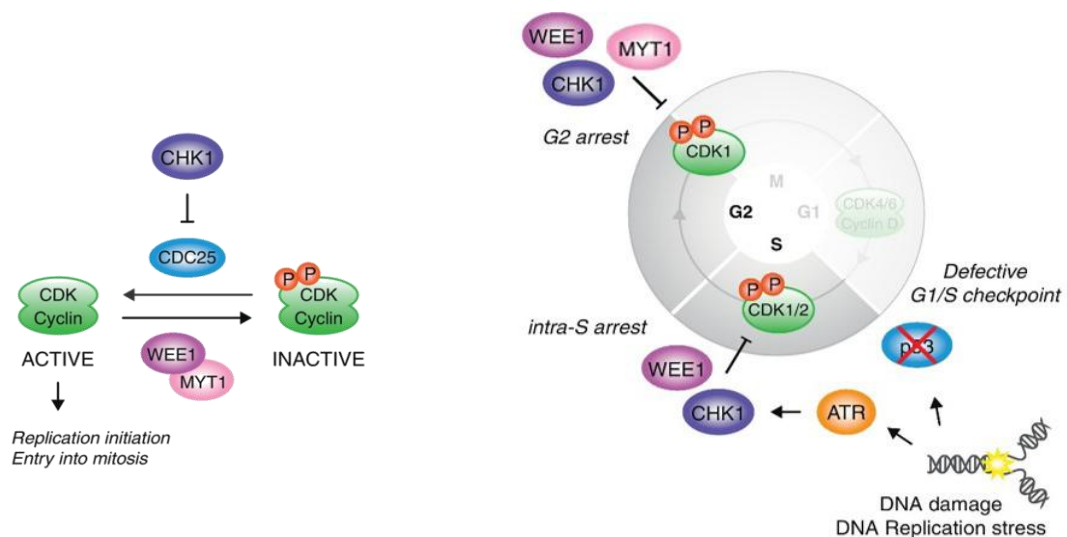 CHK1
CDC25
P P
CDK
Cyclin
CDK
Cyclin
ACTIVE
WEE1
MYT1
INACTIVE
Replication initiation
Entry into mitosis
WEE1
MYT1
CHK1
G2 arrest
P P
CDK1
M
G2
G1
S
CDK4/6
Cyclin D
P P
CDK1/2
intra-S arrest
Defective
G1/S checkpoint
p53
WEE1
CHK1
ATR
DNA damage
DNA Replication stress